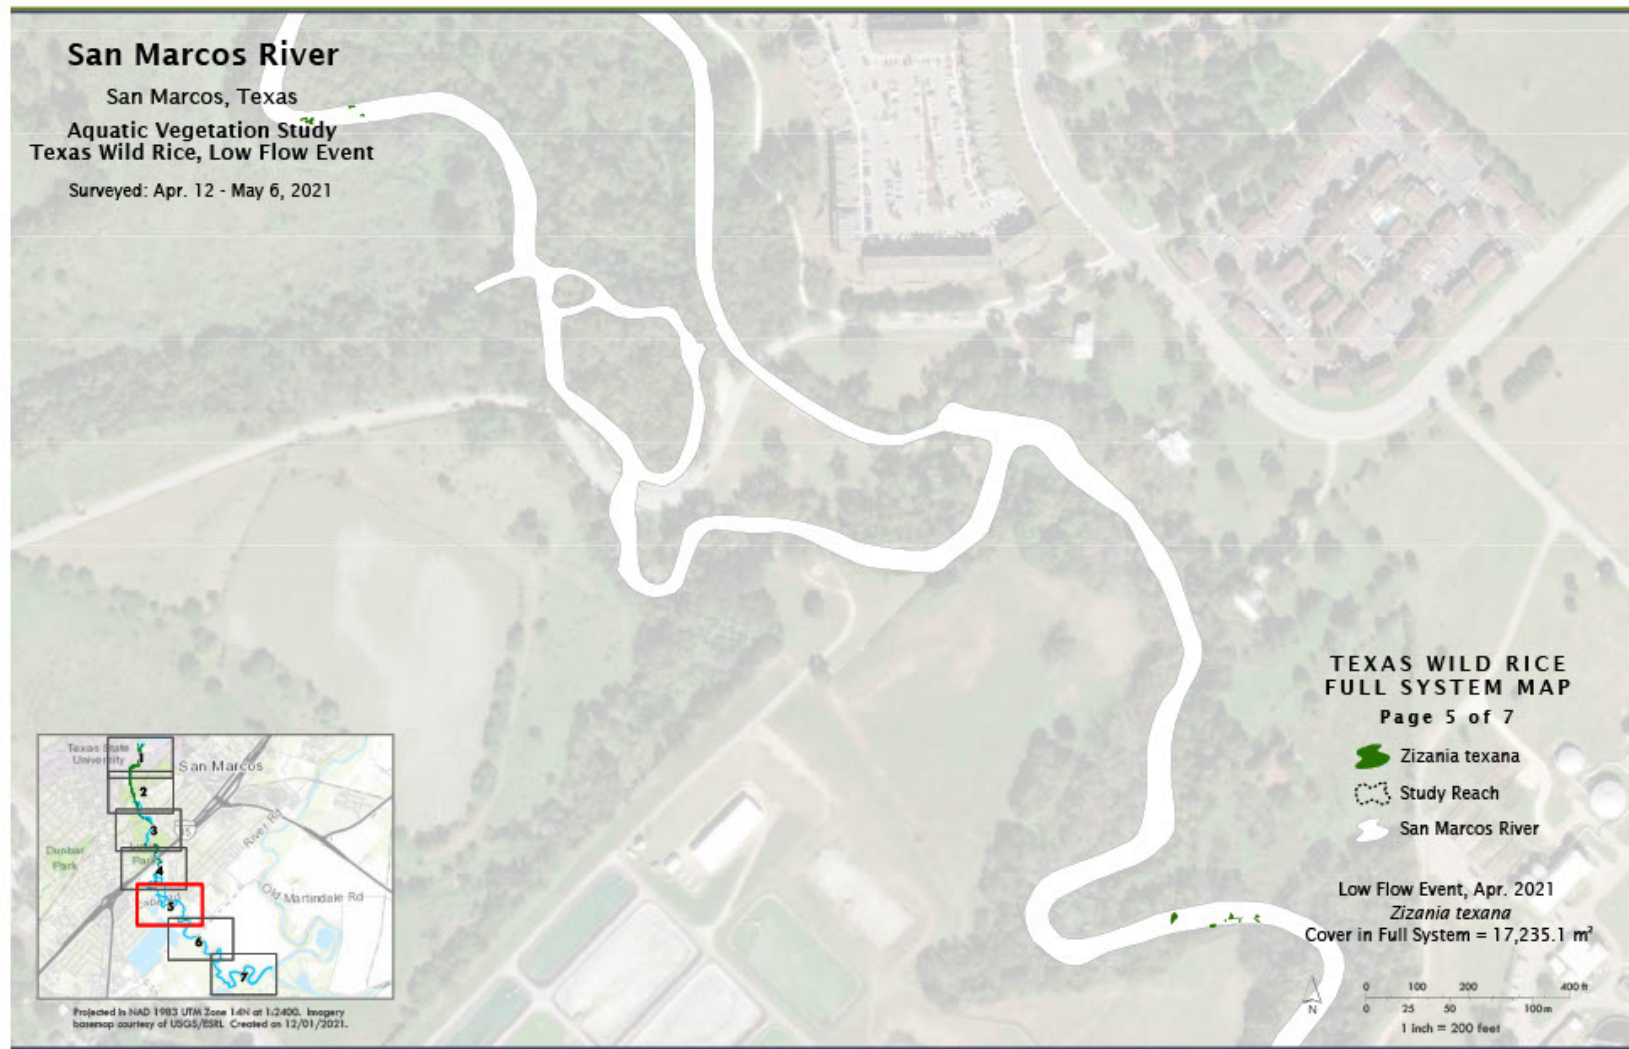 San Marcos River
San Marcos, Texas
Aquatic Vegetation Study
Texas Wild Rice, Low Flow Event
Surveyed: Apr. 12 - May 6, 2021
TEXAS WILD RICE
FULL SYSTEM MAP
Page 5 of 7
Zizania texana
Study Reach
San Marcos River
Low Flow Event, Apr. 2021
Zizania texana
Cover in Full System = 17,235.1 m²
0 100 200 400 ft
0 25 50 100m
1 inch = 200 feet
N
Texas State
University
San Marcos
1
2
3
River Rd
Dunbar
Park
4
Old Martindale Rd
5
6
7
Projected in NAD 1983 UTM Zone 14N at 1:2400. Imagery
basemap courtesy of USGS/ESRI. Created on 12/01/2021.